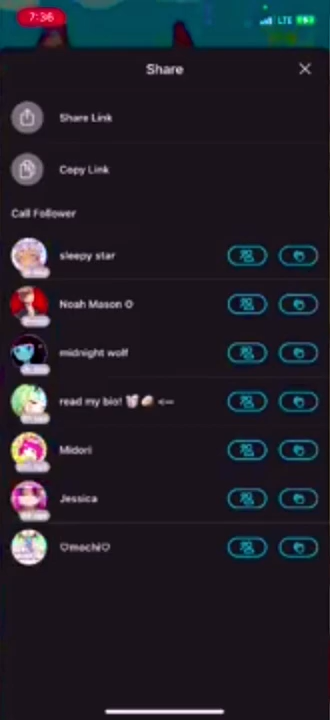 7:36
LTE
Share
Share Link
Copy Link
Call Follower
sleepy star
Noah Mason
midnight wolf
read my bio! 🥛🥔 <--
Midori
Jessica
♡mochi♡